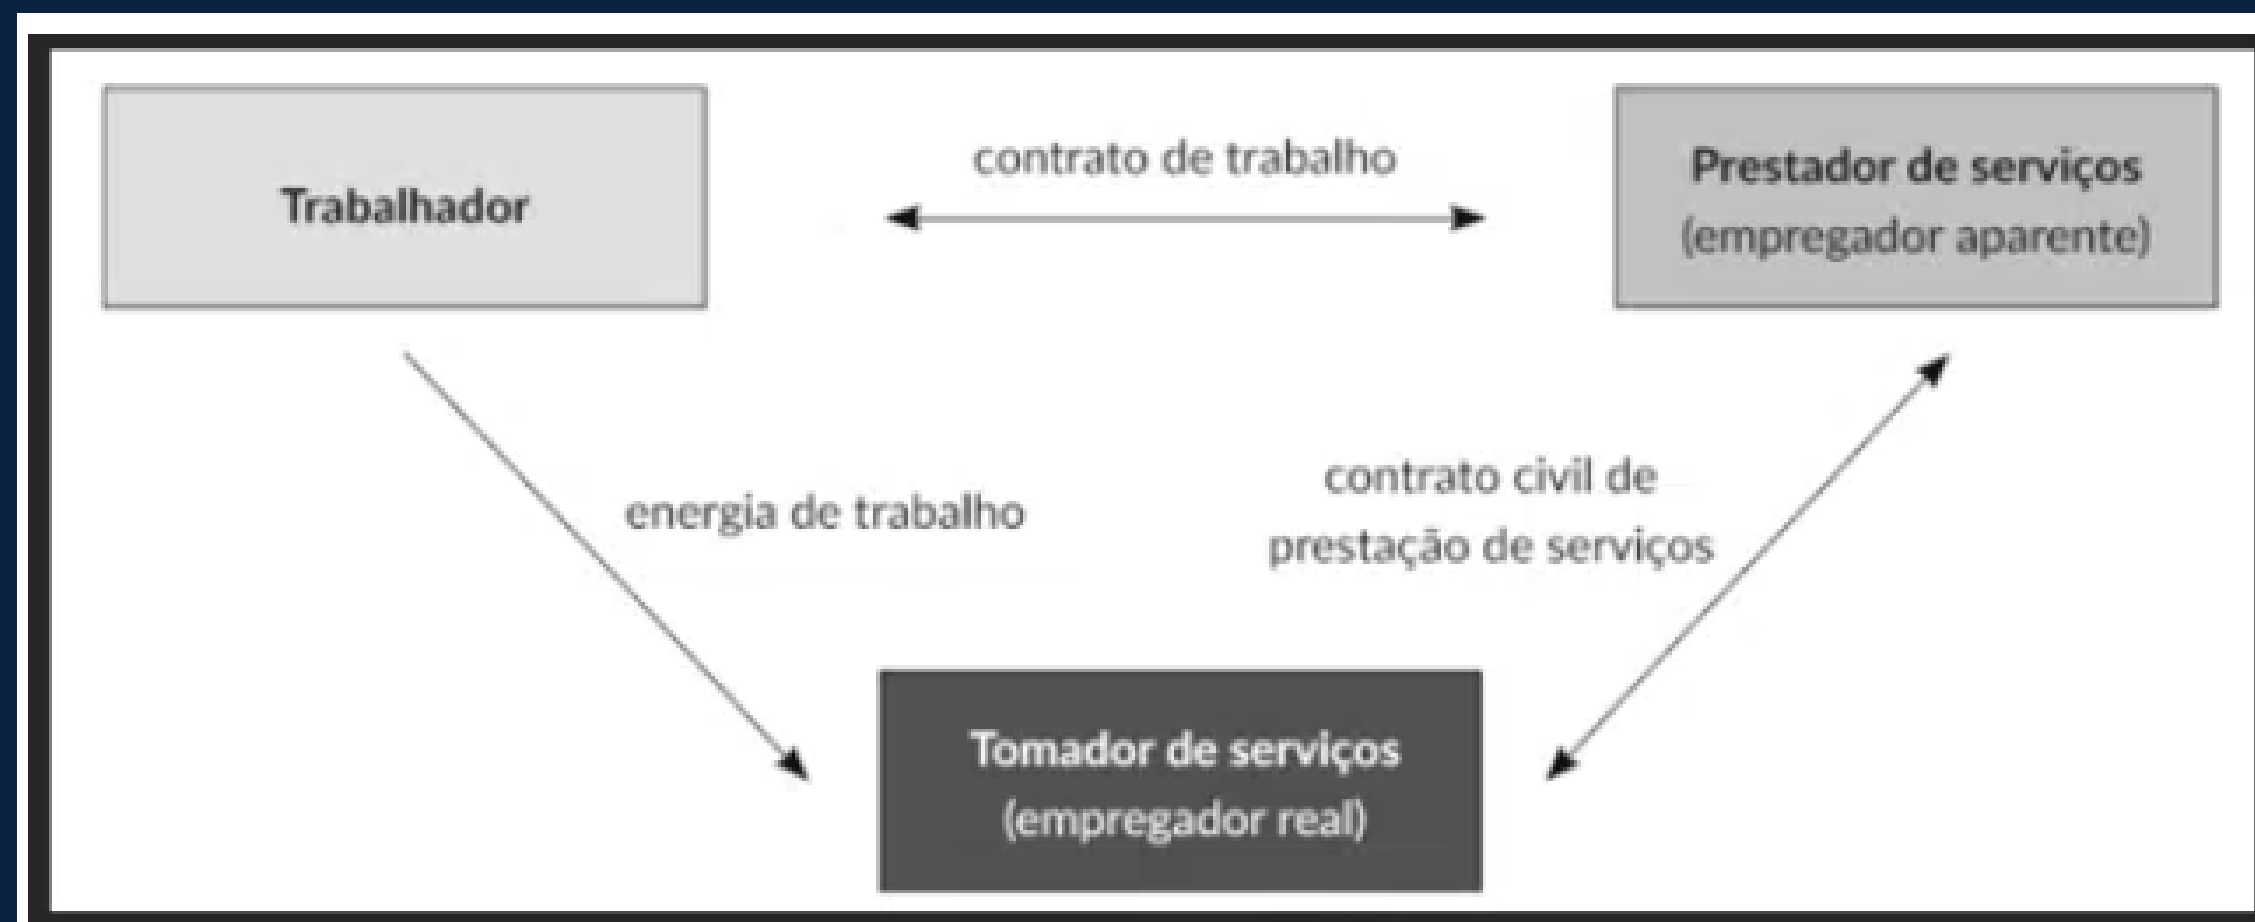 Trabalhador
contrato de trabalho
Prestador de serviços
(empregador aparente)
energia de trabalho
contrato civil de
prestação de serviços
Tomador de serviços
(empregador real)